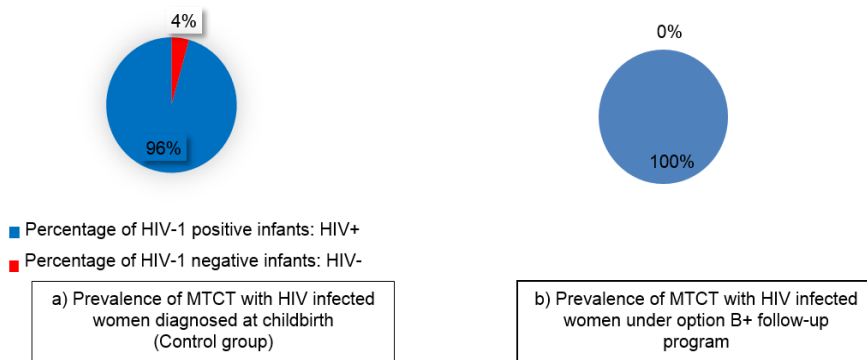 4%
96%
0%
100%
Percentage of HIV-1 positive infants: HIV+
Percentage of HIV-1 negative infants: HIV-
a) Prevalence of MTCT with HIV infected
women diagnosed at childbirth
(Control group)
b) Prevalence of MTCT with HIV infected
women under option B+ follow-up
program